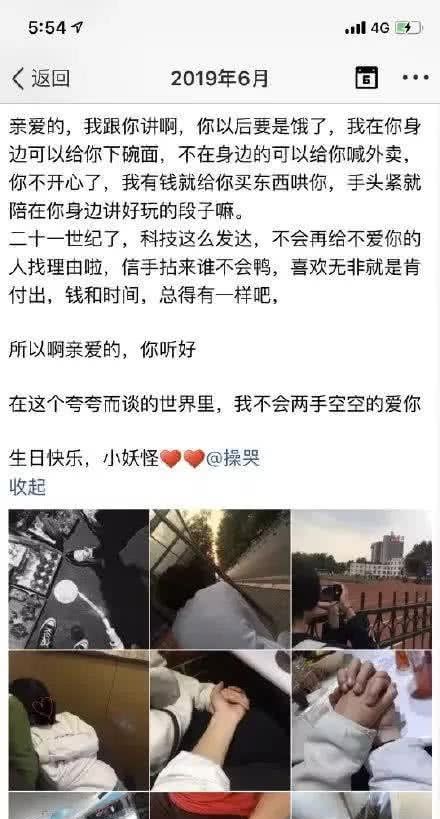 5:54
4G
返回
2019年6月
6
亲爱的，我跟你讲啊，你以后要是饿了，我在你身
边可以给你下碗面，不在身边的可以给你喊外卖，
你不开心了，我有钱就给你买东西哄你，手头紧就
陪在你身边讲好玩的段子嘛。
二十一世纪了，科技这么发达，不会再给不爱你的
人找理由啦，信手拈来谁不会鸭，喜欢无非就是肯
付出，钱和时间，总得有一样吧，
所以啊亲爱的，你听好
在这个夸夸而谈的世界里，我不会两手空空的爱你
生日快乐，小妖怪❤️❤️@操哭
收起